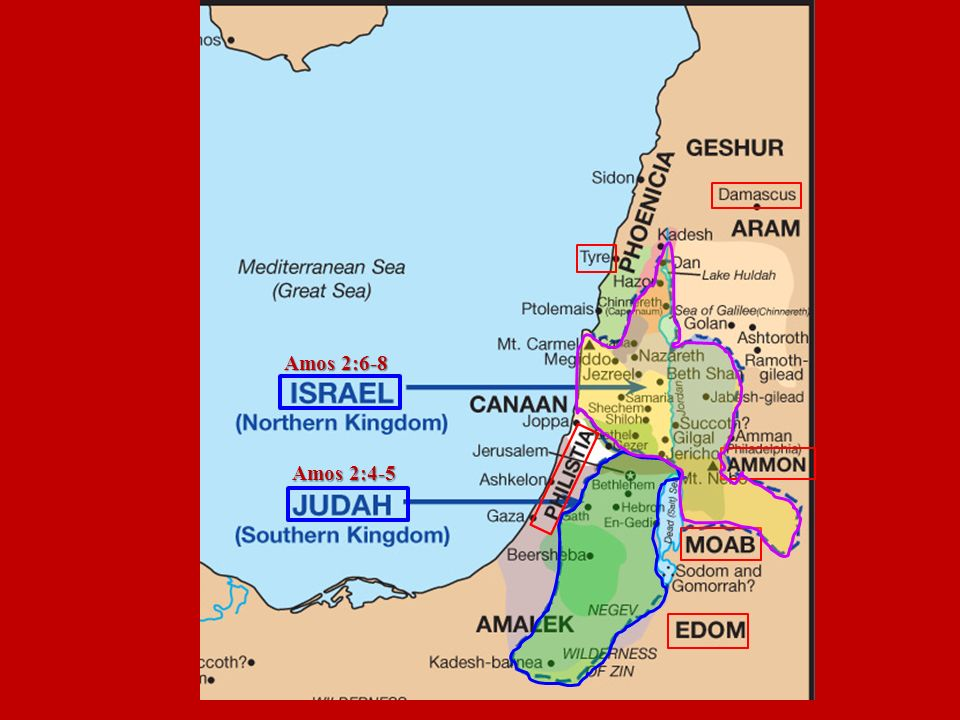 GESHUR
Sidon
PHOENICIA
Damascus
ARAM
Kadesh
Tyre
Dan
Lake Huldah
Mediterranean Sea
(Great Sea)
Chinnereth
Ptolemais
(Capernaum)
Sea of Galilee (Chinnereth)
Golan
Ashtoroth
Mt. Carmel
Cana
Megiddo
Nazareth
Ramoth-
gilead
Amos 2:6-8
Jezreel
Beth Shan
ISRAEL
Samaria
Jordan
Jabesh-gilead
CANAAN
Shechem
(Northern Kingdom)
Joppa
Shiloh
Succoth?
Gilgal
Amman
(Philadelphia)
Jerusalem
Gezer
Jericho
PHILISTIA
AMMON
Amos 2:4-5
Ashkelon
Mt. Nebo
Bethlehem
JUDAH
Gaza
Gath
Hebron
En-Gedi
Dead (Salt) Sea
(Southern Kingdom)
MOAB
Beersheba
Sodom and
Gomorrah?
NEGEV
AMALEK
EDOM
WILDERNESS
OF ZIN
Kadesh-barnea